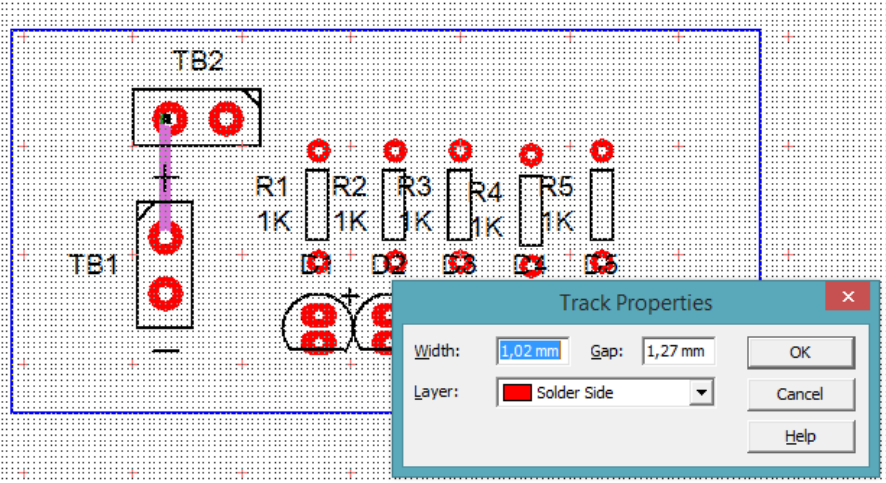 TB2
R1 R2 R3 R4 R5
1K 1K 1K 1K 1K
TB1
D1 D2 D3 D4 D5
Track Properties
Width: 1,02 mm Gap: 1,27 mm OK
Layer: Solder Side Cancel
Help